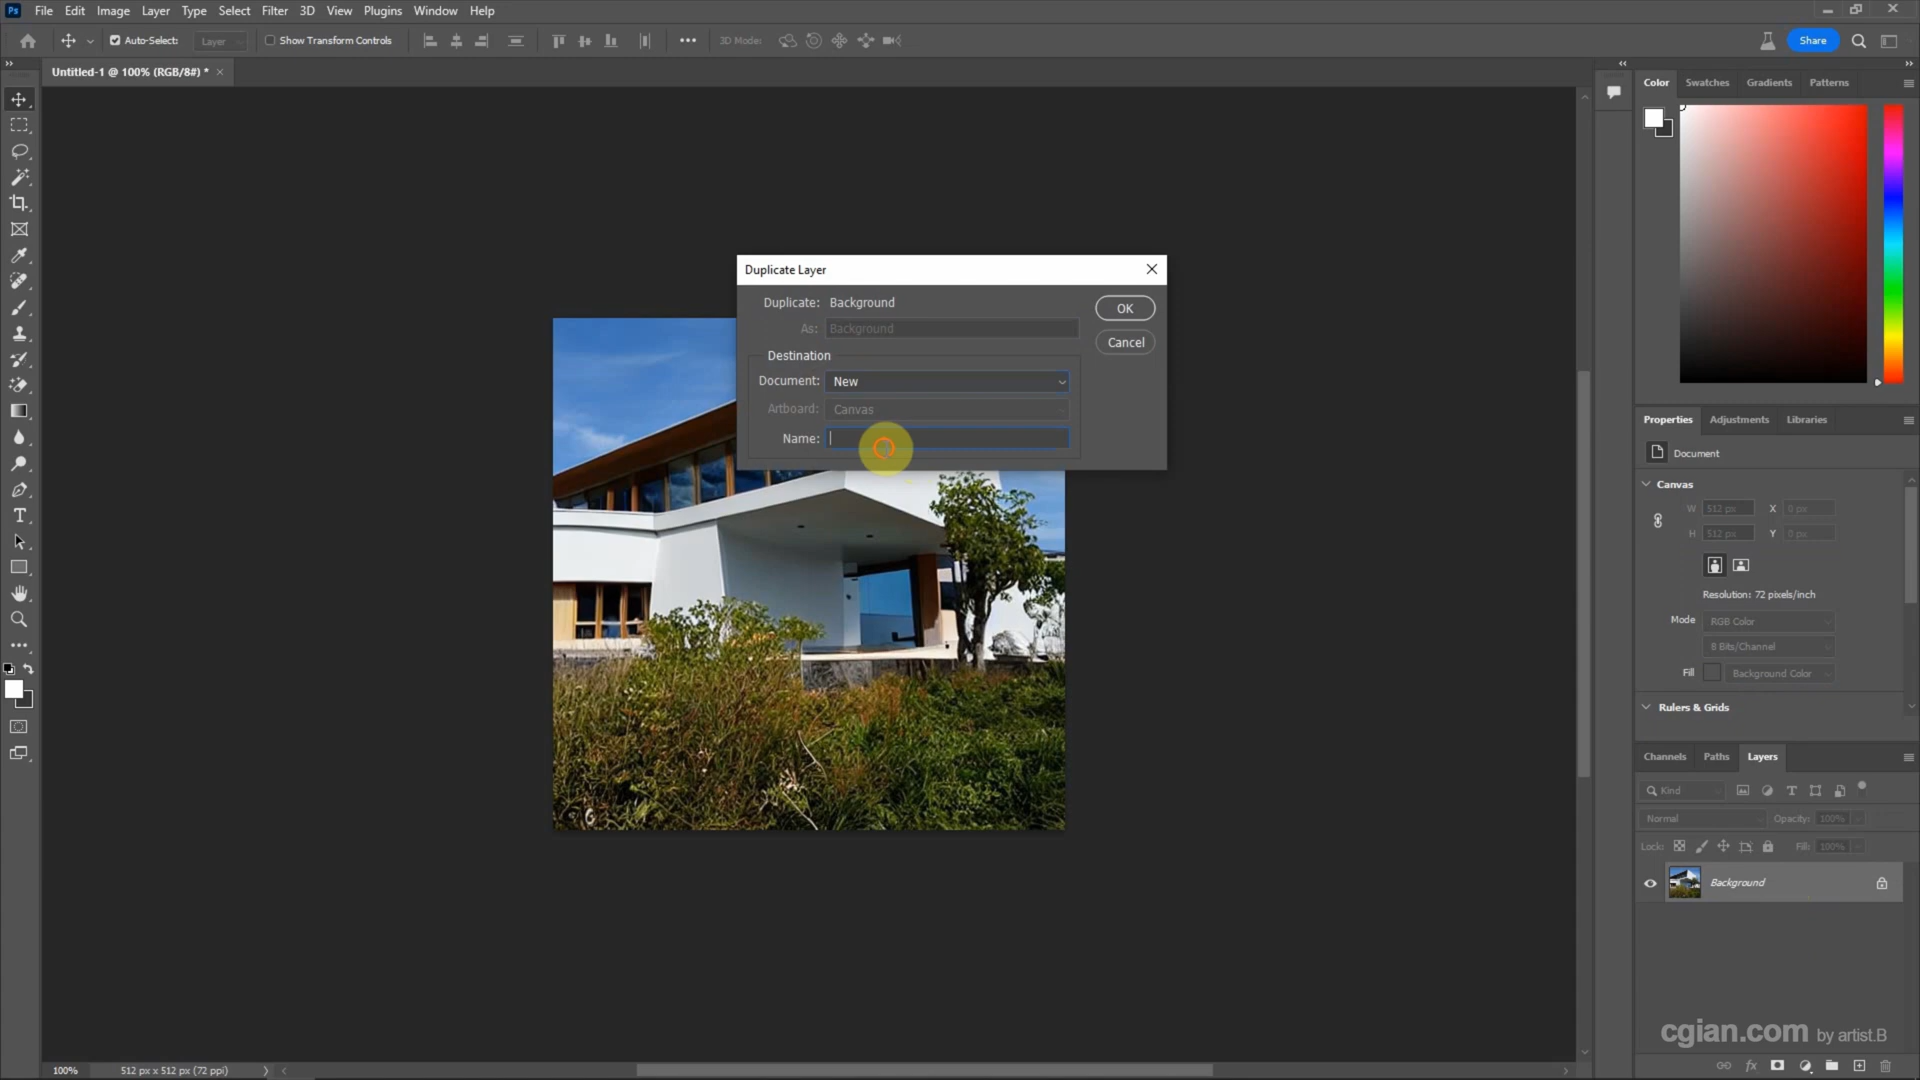 Ps File Edit Image Layer Type Select Filter 3D View Plugins Window Help
Auto-Select: Layer Show Transform Controls 3D Mode: Share
Untitled-1 @ 100% (RGB/8#) *
Color Swatches Gradients Patterns
Duplicate Layer
Duplicate: Background
OK
As: Background
Cancel
Destination
Document: New
Artboard: Canvas
Name:
Properties Adjustments Libraries
Document
Canvas
W 512 px X 0 px
H 512 px Y 0 px
Resolution: 72 pixels/inch
Mode RGB Color
8 Bits/Channel
Fill Background Color
Rulers & Grids
Channels Paths Layers
Kind
Normal Opacity: 100%
Lock: Fill: 100%
Background
cgian.com by artist.B
100% 512 px x 512 px (72 ppi)
fx